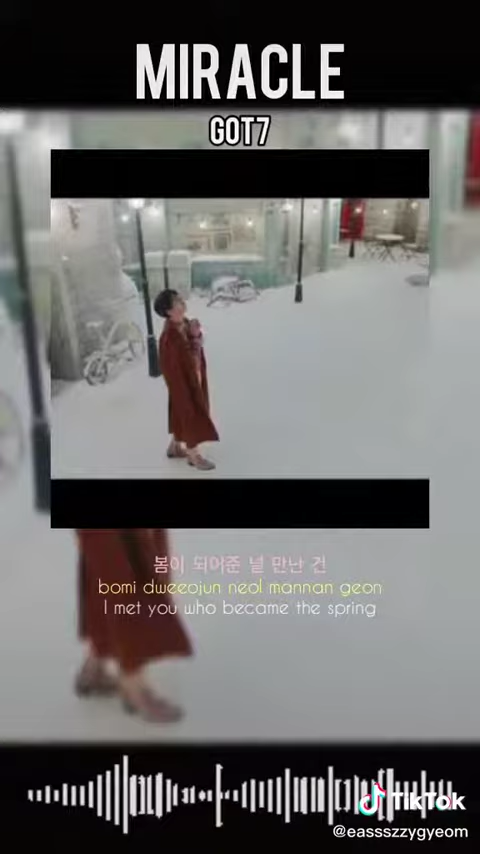 MIRACLE
GOT7
봄이 되어준 널 만난 건
bomi dweeojun neol mannan geon
I met you who became the spring
TikTok
@eassszzygyeom